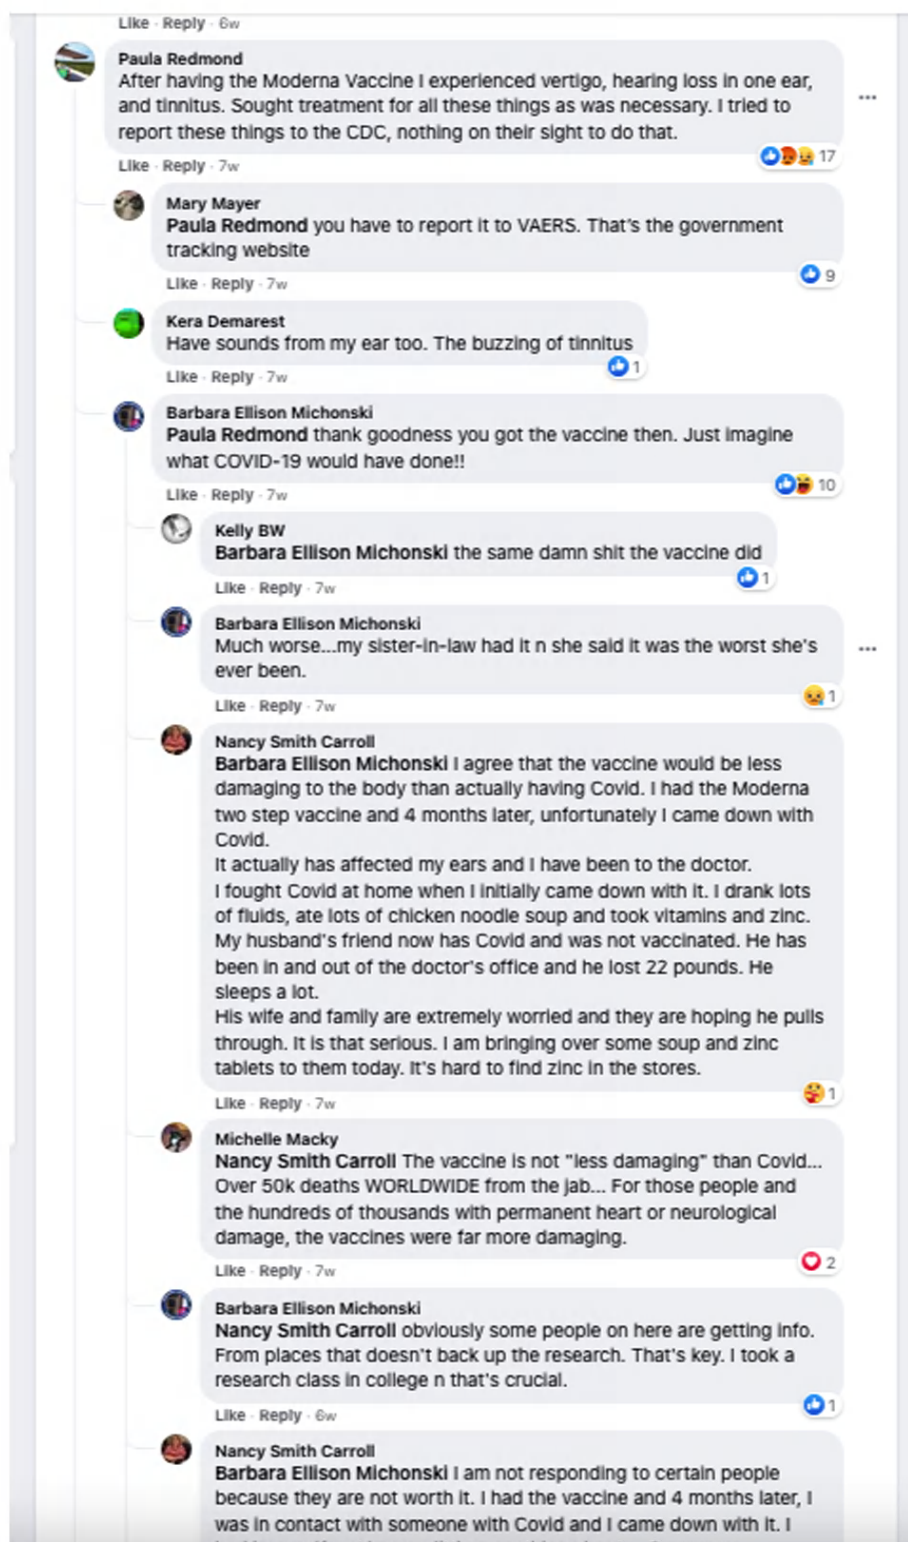 Like · Reply · 6w
Paula Redmond
After having the Moderna Vaccine I experienced vertigo, hearing loss in one ear,
and tinnitus. Sought treatment for all these things as was necessary. I tried to
report these things to the CDC, nothing on their sight to do that.
17
Like · Reply · 7w
Mary Mayer
Paula Redmond you have to report it to VAERS. That's the government
tracking website
9
Like · Reply · 7w
Kera Demarest
Have sounds from my ear too. The buzzing of tinnitus
1
Like · Reply · 7w
Barbara Ellison Michonski
Paula Redmond thank goodness you got the vaccine then. Just imagine
what COVID-19 would have done!!
10
Like · Reply · 7w
Kelly BW
Barbara Ellison Michonski the same damn shit the vaccine did
1
Like · Reply · 7w
Barbara Ellison Michonski
Much worse...my sister-in-law had it n she said it was the worst she's
ever been.
1
Like · Reply · 7w
Nancy Smith Carroll
Barbara Ellison Michonski I agree that the vaccine would be less
damaging to the body than actually having Covid. I had the Moderna
two step vaccine and 4 months later, unfortunately I came down with
Covid.
It actually has affected my ears and I have been to the doctor.
I fought Covid at home when I initially came down with it. I drank lots
of fluids, ate lots of chicken noodle soup and took vitamins and zinc.
My husband's friend now has Covid and was not vaccinated. He has
been in and out of the doctor's office and he lost 22 pounds. He
sleeps a lot.
His wife and family are extremely worried and they are hoping he pulls
through. It is that serious. I am bringing over some soup and zinc
tablets to them today. It's hard to find zinc in the stores.
1
Like · Reply · 7w
Michelle Macky
Nancy Smith Carroll The vaccine is not "less damaging" than Covid...
Over 50k deaths WORLDWIDE from the jab... For those people and
the hundreds of thousands with permanent heart or neurological
damage, the vaccines were far more damaging.
2
Like · Reply · 7w
Barbara Ellison Michonski
Nancy Smith Carroll obviously some people on here are getting info.
From places that doesn't back up the research. That's key. I took a
research class in college n that's crucial.
1
Like · Reply · 6w
Nancy Smith Carroll
Barbara Ellison Michonski I am not responding to certain people
because they are not worth it. I had the vaccine and 4 months later, I
was in contact with someone with Covid and I came down with it. I